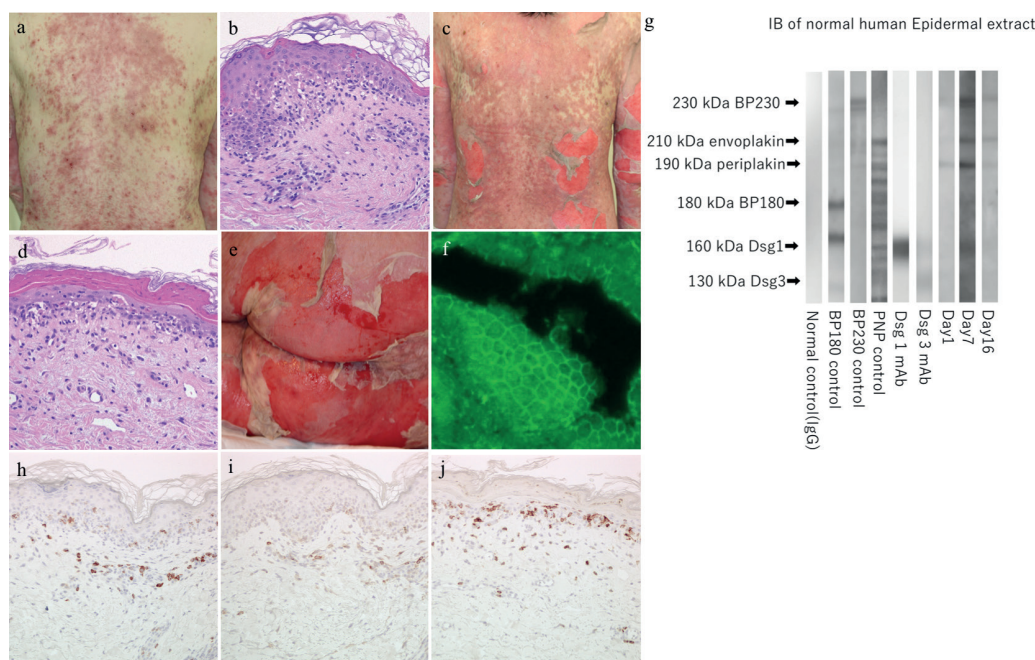 a
b
c
g
IB of normal human Epidermal extract
230 kDa BP230
210 kDa envoplakin
190 kDa periplakin
180 kDa BP180
160 kDa Dsg1
130 kDa Dsg3
d
e
f
Normal control(IgG)
BP180 control
BP230 control
PNP control
Dsg 1 mAb
Dsg 3 mAb
Day1
Day7
Day16
h
i
j